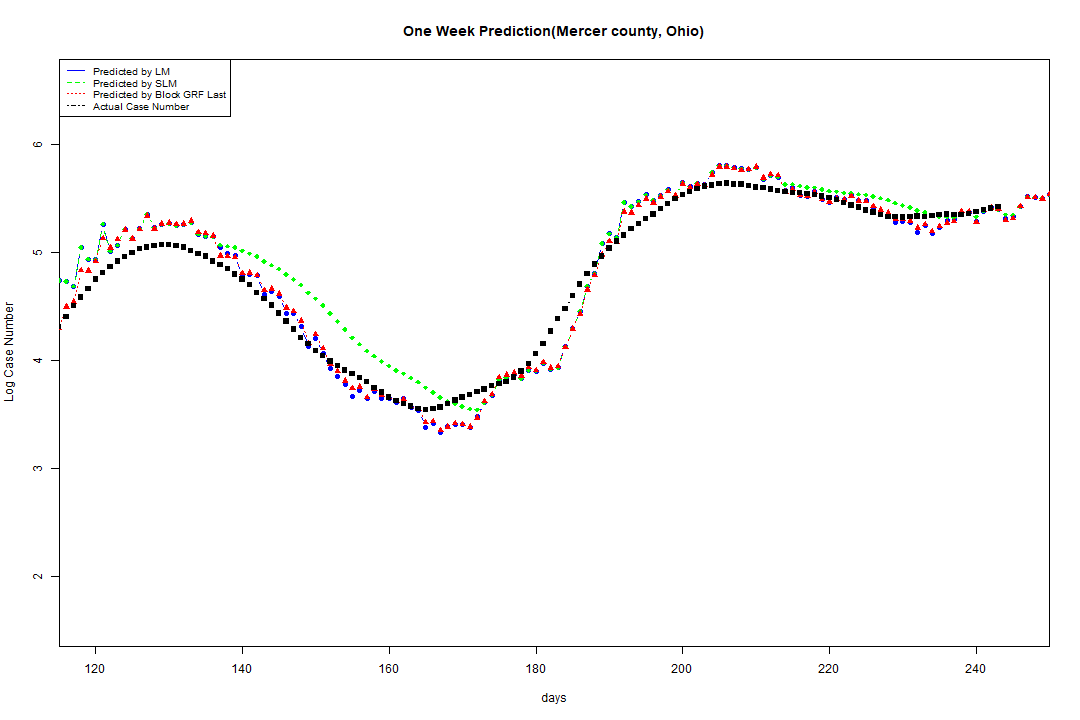 One Week Prediction(Mercer county, Ohio)
Predicted by LM
Predicted by SLM
Predicted by Block GRF Last
Actual Case Number
6
5
4
3
2
Log Case Number
120 140 160 180 200 220 240
days